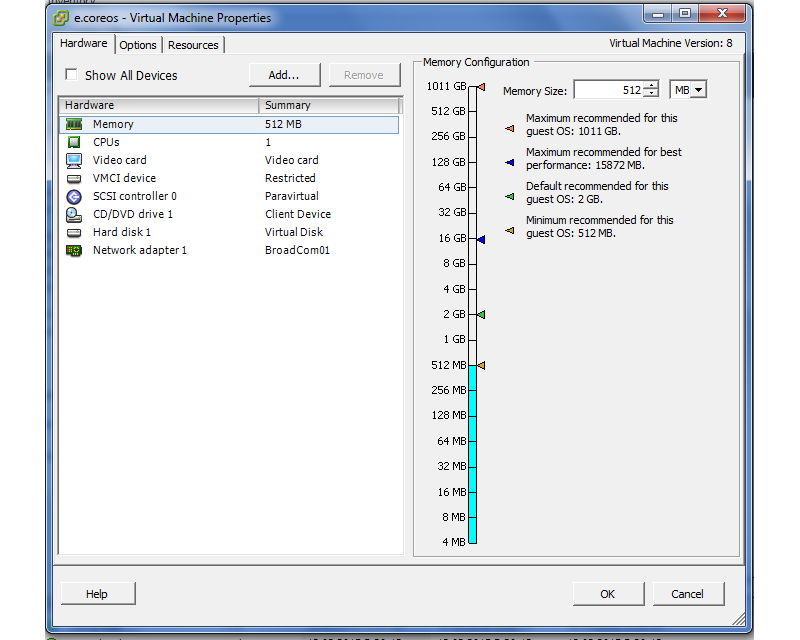 e.coreos - Virtual Machine Properties
Hardware Options Resources
Virtual Machine Version: 8
Show All Devices
Add...
Remove
Hardware Summary
Memory 512 MB
CPUs 1
Video card Video card
VMCI device Restricted
SCSI controller 0 Paravirtual
CD/DVD drive 1 Client Device
Hard disk 1 Virtual Disk
Network adapter 1 BroadCom01
Memory Configuration
1011 GB
512 GB
256 GB
128 GB
64 GB
32 GB
16 GB
8 GB
4 GB
2 GB
1 GB
512 MB
256 MB
128 MB
64 MB
32 MB
16 MB
8 MB
4 MB
Memory Size: 512 MB
Maximum recommended for this
guest OS: 1011 GB.
Maximum recommended for best
performance: 15872 MB.
Default recommended for this
guest OS: 2 GB.
Minimum recommended for this
guest OS: 512 MB.
Help
OK
Cancel